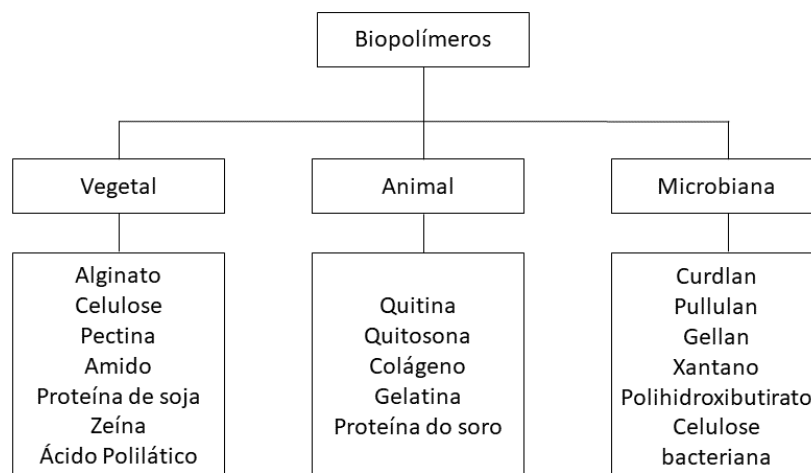 Biopolímeros
Vegetal
Animal
Microbiana
Alginato
Celulose
Pectina
Amido
Proteína de soja
Zeína
Ácido Polilático
Quitina
Quitosona
Colágeno
Gelatina
Proteína do soro
Curdlan
Pullulan
Gellan
Xantano
Polihidroxibutirato
Celulose
bacteriana